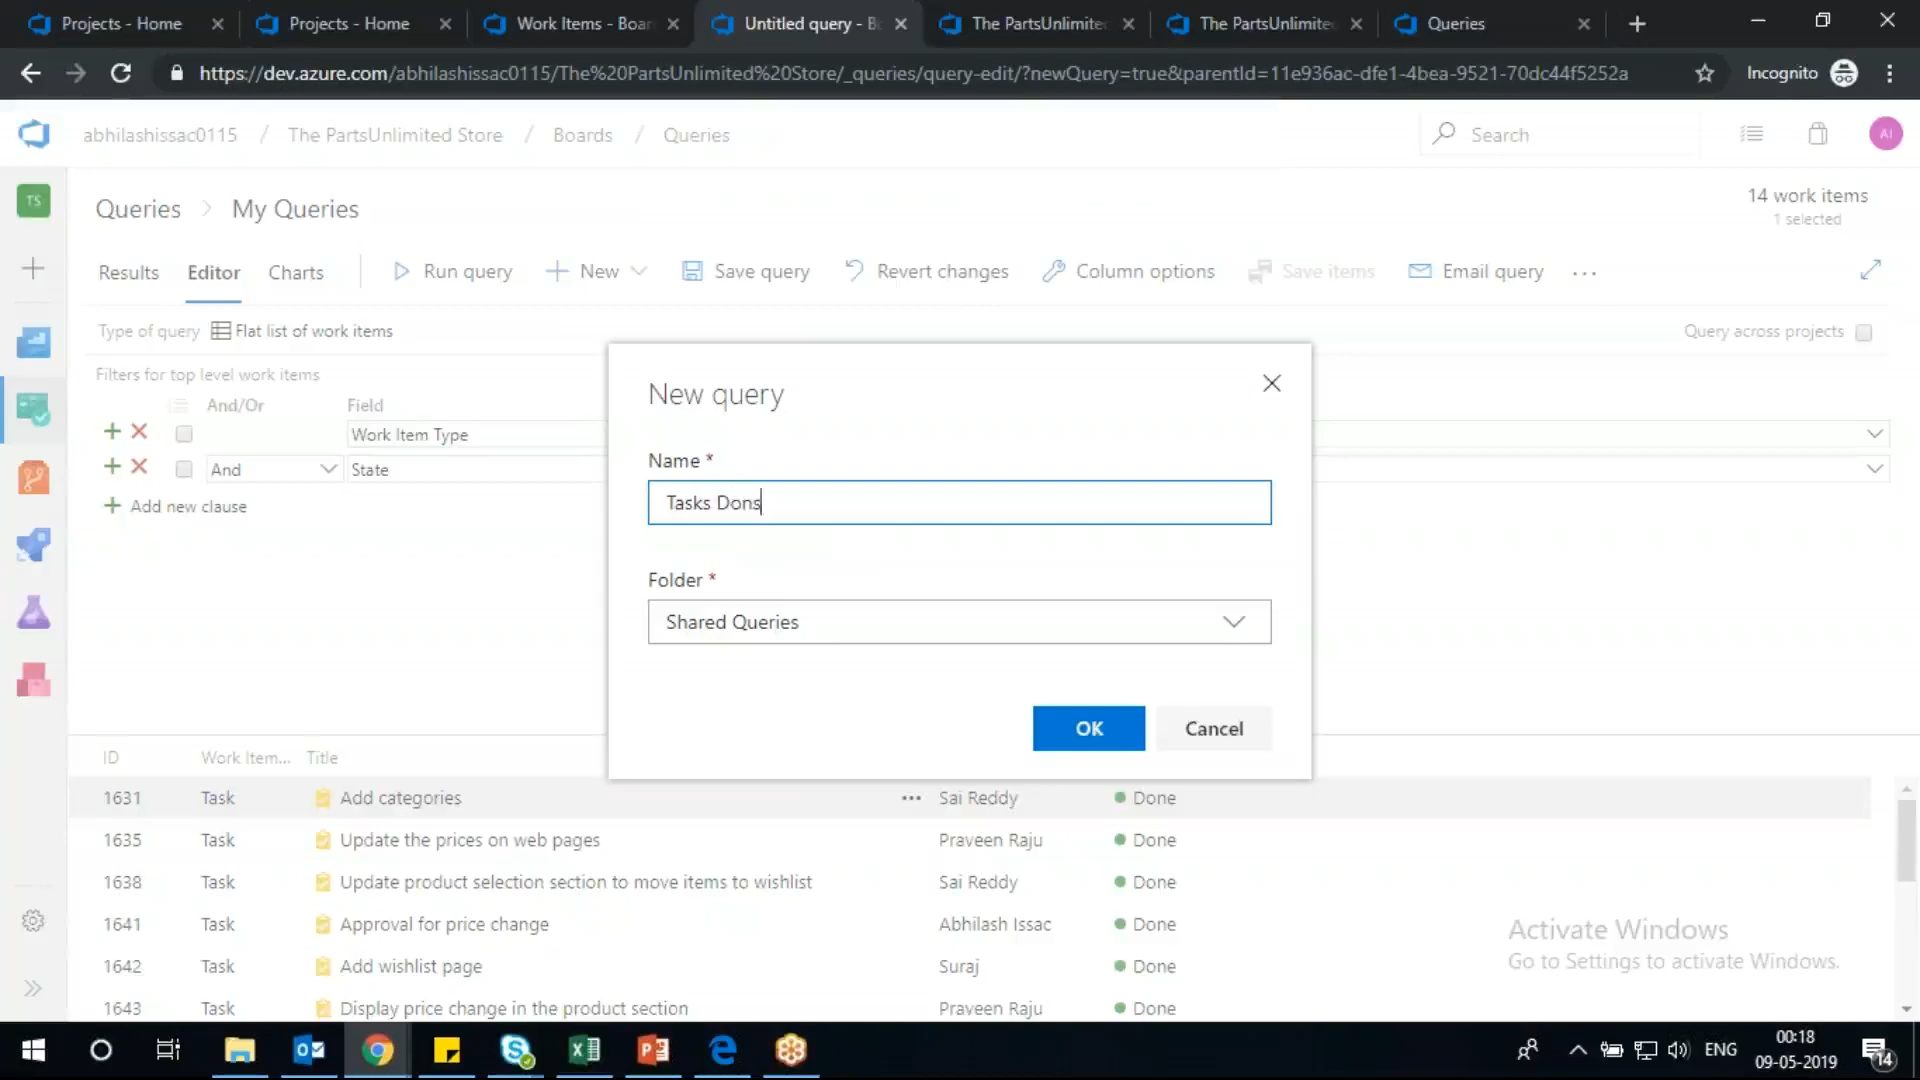 Projects - Home
Projects - Home
Work Items - Boar
Untitled query - B
The PartsUnlimite
The PartsUnlimite
Queries
https://dev.azure.com/abhilashissac0115/The%20PartsUnlimited%20Store/_queries/query-edit/?newQuery=true&parentId=11e936ac-dfe1-4bea-9521-70dc44f5252a
Incognito
abhilashissac0115 / The PartsUnlimited Store / Boards / Queries
Search
AI
TS
Queries > My Queries
14 work items
1 selected
Results Editor Charts
Run query
New
Save query
Revert changes
Column options
Save items
Email query
...
Type of query Flat list of work items
Query across projects
Filters for top level work items
And/Or Field
Work Item Type
And State
Add new clause
New query
Name *
Tasks Dons
Folder *
Shared Queries
OK
Cancel
ID Work Item... Title
1631 Task Add categories ... Sai Reddy Done
1635 Task Update the prices on web pages Praveen Raju Done
1638 Task Update product selection section to move items to wishlist Sai Reddy Done
1641 Task Approval for price change Abhilash Issac Done
1642 Task Add wishlist page Suraj Done
1643 Task Display price change in the product section Praveen Raju Done
Activate Windows
Go to Settings to activate Windows.
ENG
00:18
09-05-2019
14